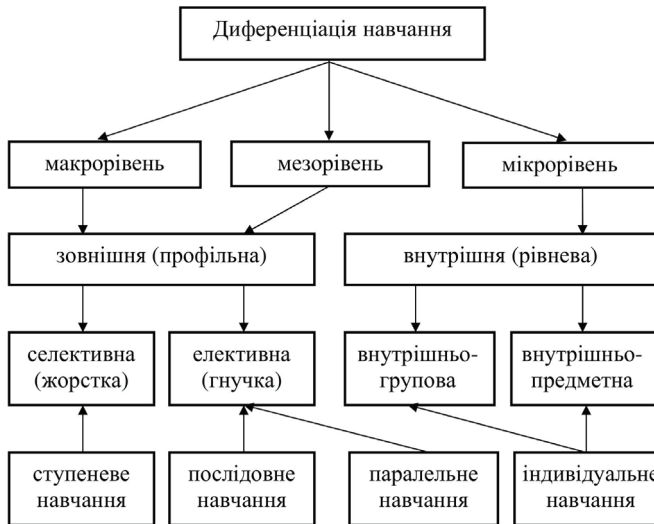 Диференціація навчання
макрорівень
мезорівень
мікрорівень
зовнішня (профільна)
внутрішня (рівнева)
селективна
(жорстка)
елективна
(гнучка)
внутрішньо-
групова
внутрішньо-
предметна
ступеневе
навчання
послідовне
навчання
паралельне
навчання
індивідуальне
навчання